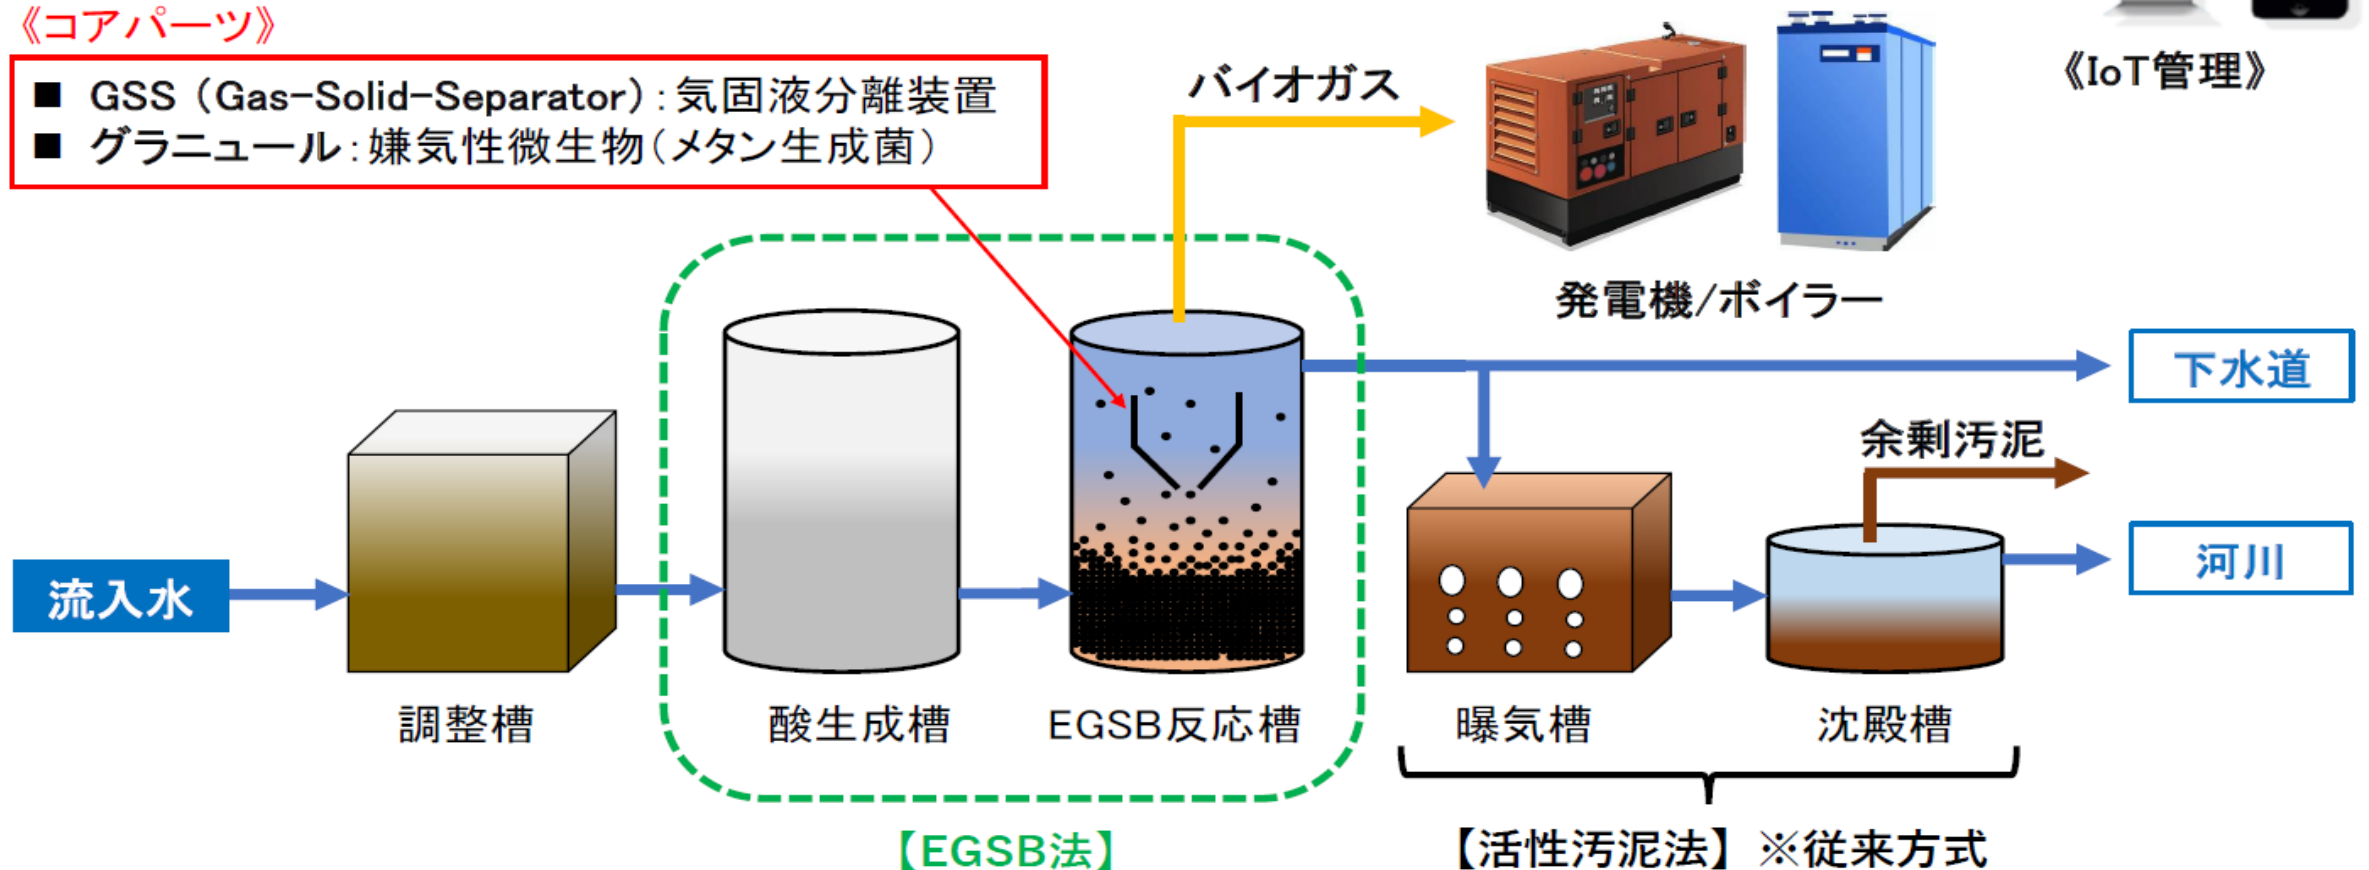 《コアパーツ》
■ GSS（Gas-Solid-Separator）：気固液分離装置
■ グラニュール：嫌気性微生物（メタン生成菌）
バイオガス
《IoT管理》
発電機/ボイラー
下水道
余剰汚泥
河川
流入水
調整槽
酸生成槽
EGSB反応槽
曝気槽
沈殿槽
【EGSB法】
【活性汚泥法】※従来方式